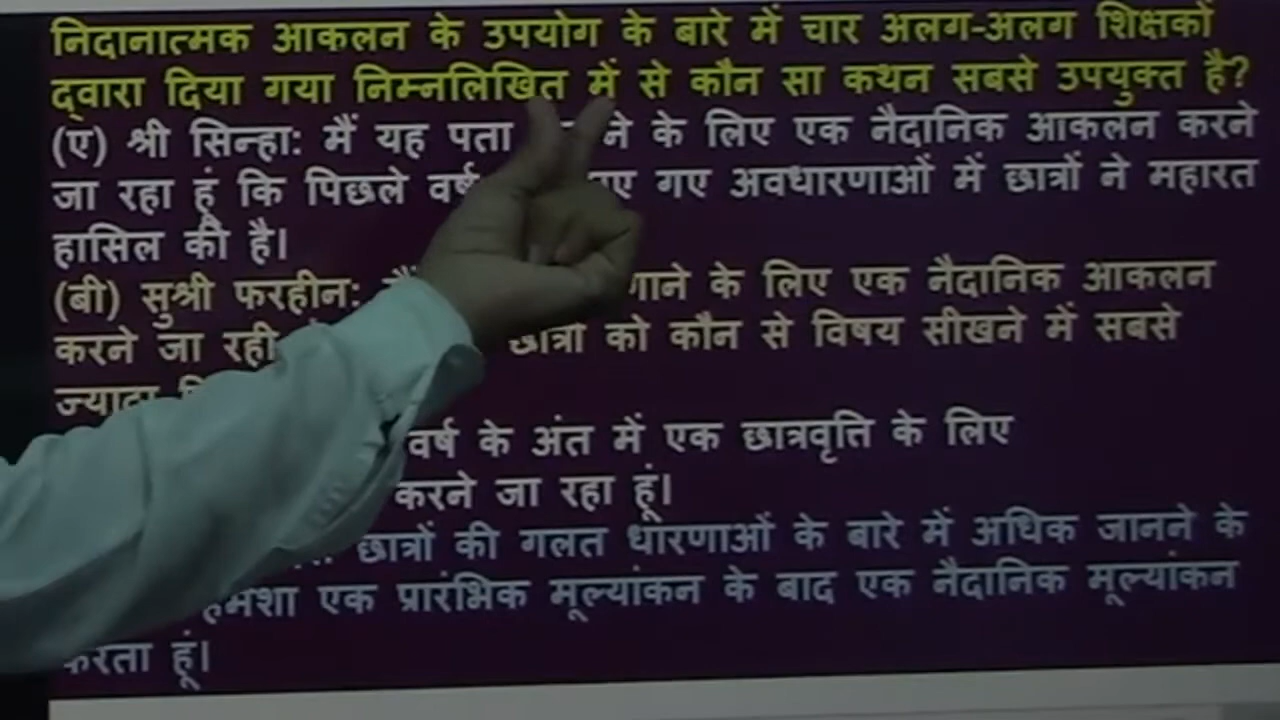 निदानात्मक आकलन के उपयोग के बारे में चार अलग-अलग शिक्षकों
द्वारा दिया गया निम्नलिखित में से कौन सा कथन सबसे उपयुक्त है?
(ए) श्री सिन्हा: मैं यह पता के लिए एक नैदानिक आकलन करने
जा रहा हूं कि पिछले वर्ष गए अवधारणाओं में छात्रों ने महारत
हासिल की है।
(बी) सुश्री फरहीन: के लिए एक नैदानिक आकलन
करने जा रही छात्रों को कौन से विषय सीखने में सबसे
ज्यादा
वर्ष के अंत में एक छात्रवृत्ति के लिए
करने जा रहा हूं।
छात्रों की गलत धारणाओं के बारे में अधिक जानने के
हमेशा एक प्रारंभिक मूल्यांकन के बाद एक नैदानिक मूल्यांकन
करता हूं।